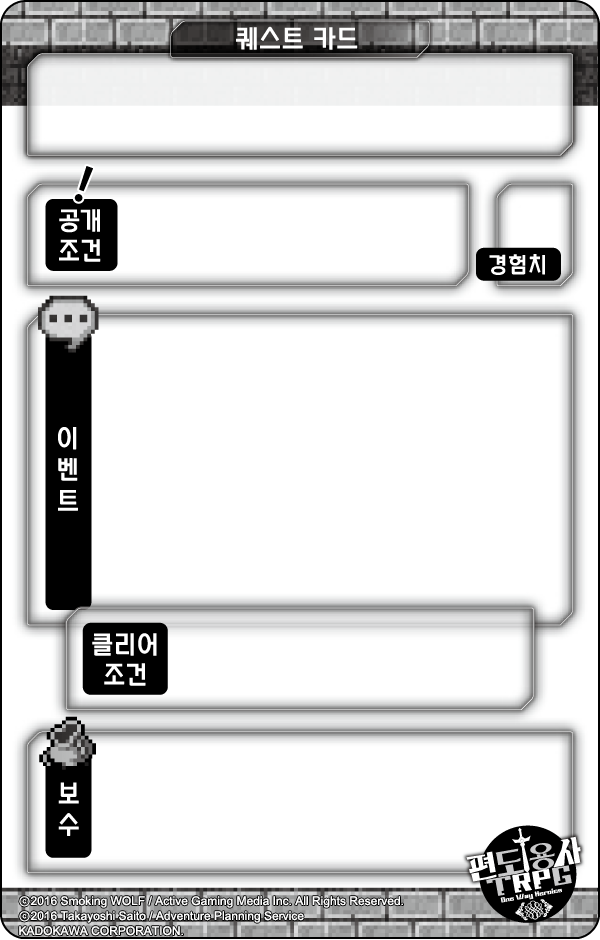 퀘스트 카드
!
공개
조건
경험치
이벤트
클리어
조건
보수
편도용사
TRPG
One Way Heroics
©2016 Smoking WOLF / Active Gaming Media Inc. All Rights Reserved.
©2016 Takayoshi Saito / Adventure Planning Service
KADOKAWA CORPORATION.